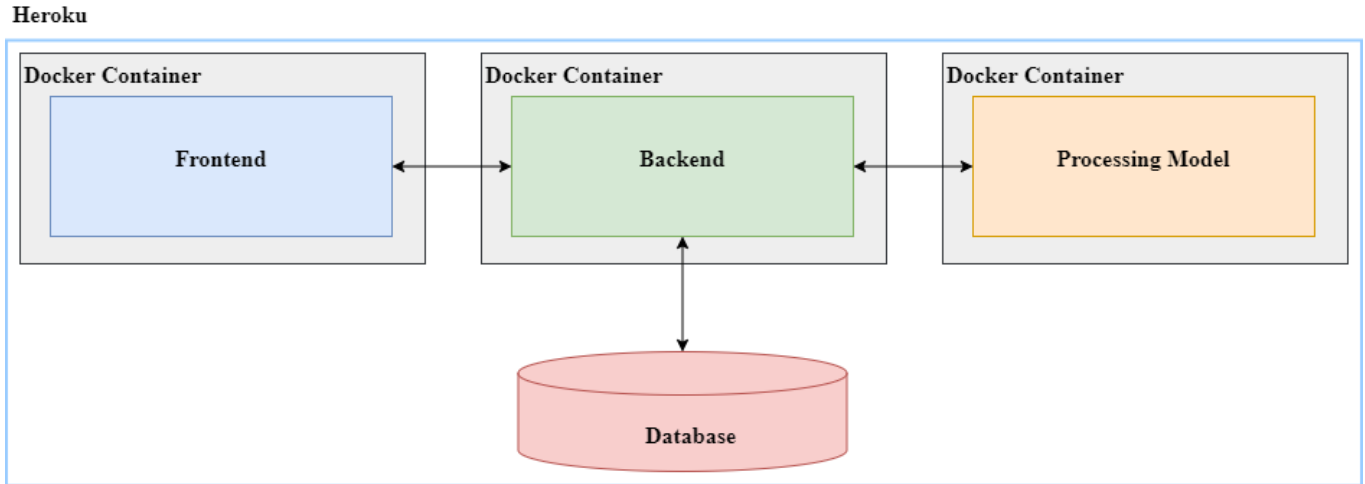 Heroku
Docker Container
Docker Container
Docker Container
Frontend
Backend
Processing Model
Database